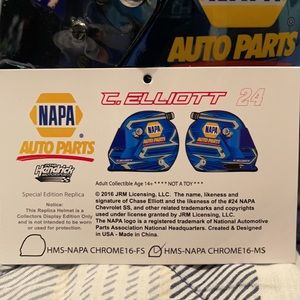 AUTO PARTS
NAPA
AUTO PARTS
Hendrick
MOTORSPORTS
Special Edition Replica
Notice:
This Replica Helmet is a
Collectors Display Edition Only
and is not intended to be worn
or used for protection
C. ELLIOTT 24
NAPA
NAPA
Adult Collectible Age 14+ ****NOT A TOY***
© 2016 JRM Licensing, LLC. The name, likeness and
signature of Chase Elliott and the likeness of the #24 NAPA
Chevrolet SS, and other related trademarks and copyrights
used under license granted by JRM Licensing, LLC.
The NAPA logo is a registered trademark of National Automotive
Parts Association National Headquarters. Created & Designed in
USA - Made in China.
HMS-NAPA CHROME16-FS
HMS-NAPA CHROME16-MS